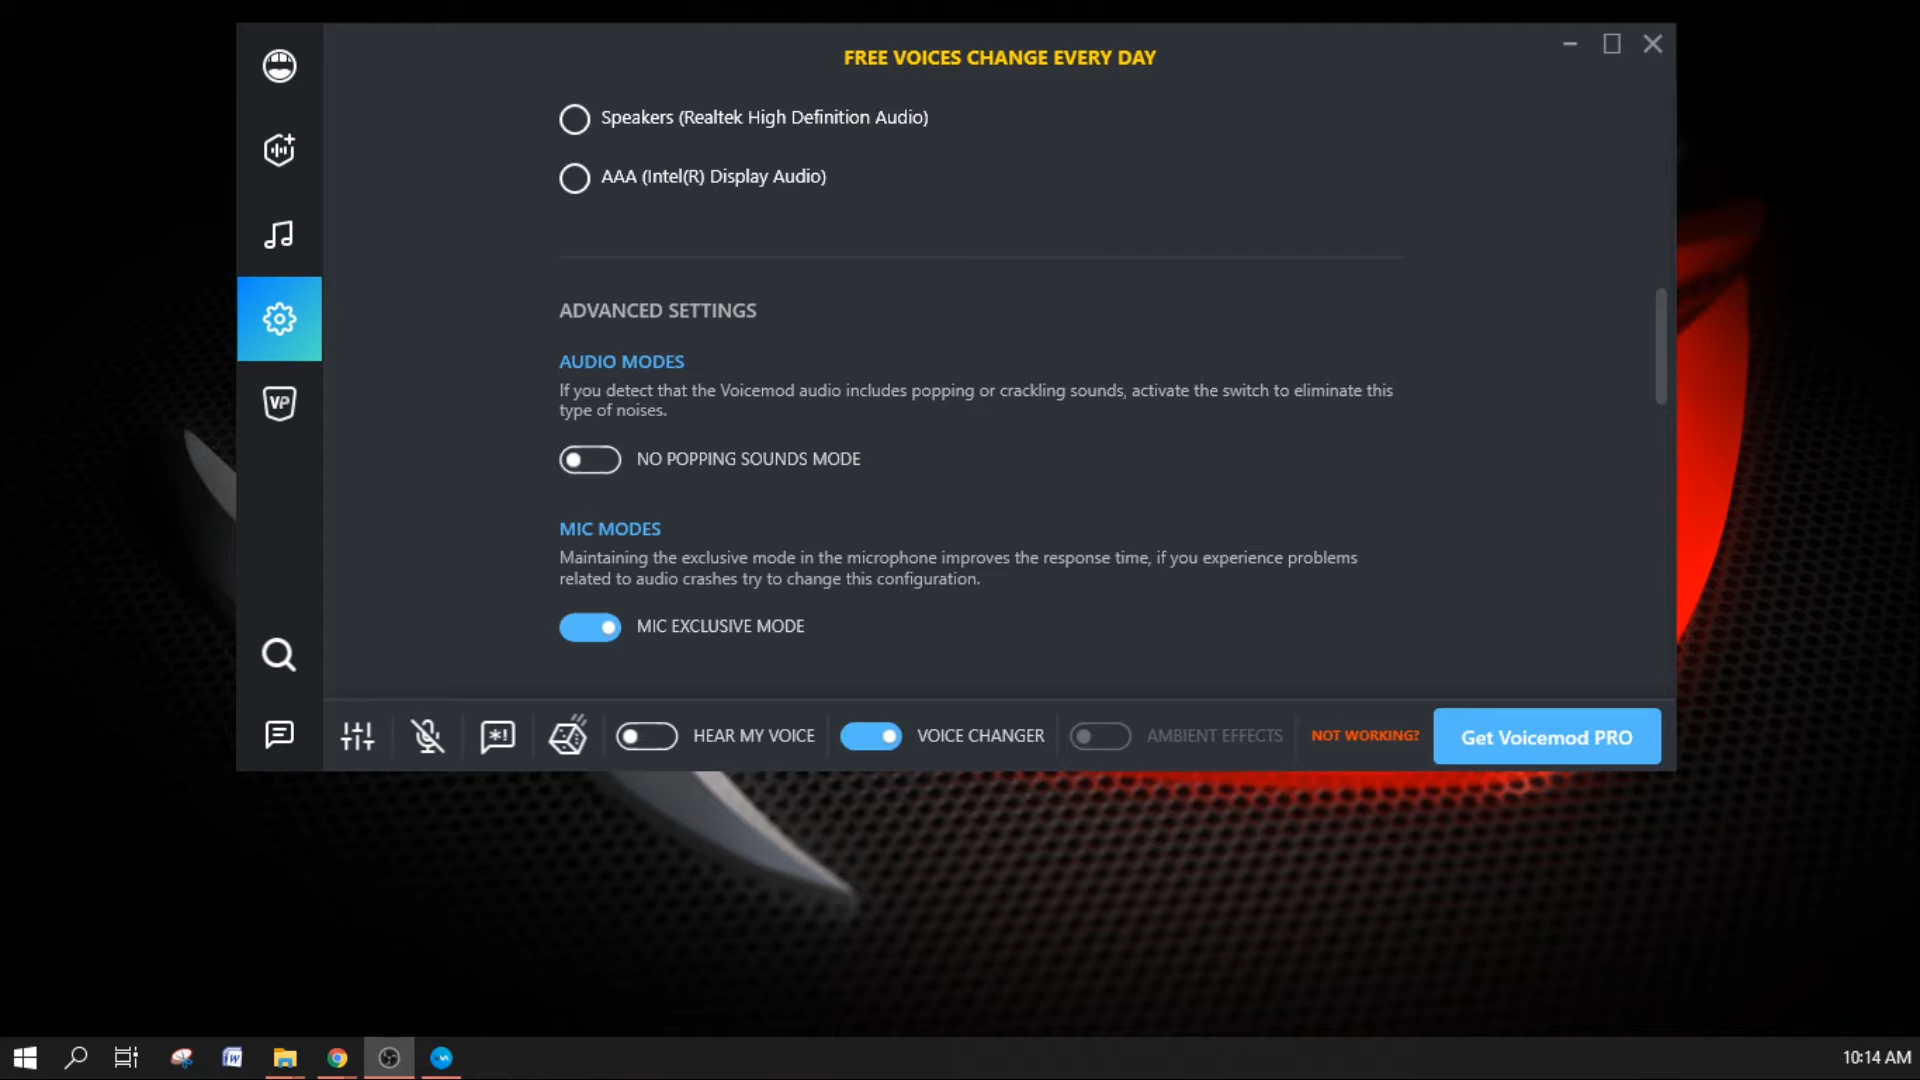 FREE VOICES CHANGE EVERY DAY
Speakers (Realtek High Definition Audio)
AAA (Intel(R) Display Audio)
ADVANCED SETTINGS
AUDIO MODES
If you detect that the Voicemod audio includes popping or crackling sounds, activate the switch to eliminate this
type of noises.
NO POPPING SOUNDS MODE
MIC MODES
Maintaining the exclusive mode in the microphone improves the response time, if you experience problems
related to audio crashes try to change this configuration.
MIC EXCLUSIVE MODE
VP
*!
HEAR MY VOICE
VOICE CHANGER
AMBIENT EFFECTS
NOT WORKING?
Get Voicemod PRO
W
10:14 AM